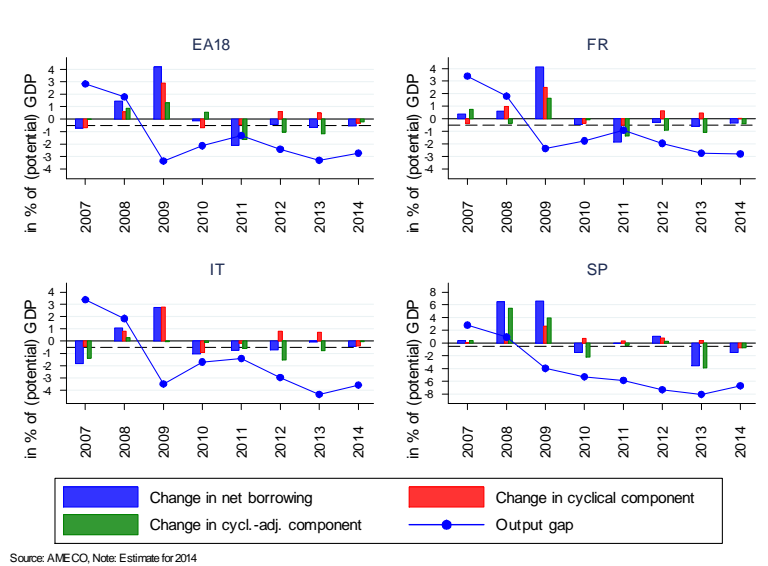 EA18
in % of (potential) GDP
4
3
2
1
0
-1
-2
-3
-4
2007 2008 2009 2010 2011 2012 2013 2014
FR
in % of (potential) GDP
4
3
2
1
0
-1
-2
-3
-4
2007 2008 2009 2010 2011 2012 2013 2014
IT
in % of (potential) GDP
4
3
2
1
0
-1
-2
-3
-4
2007 2008 2009 2010 2011 2012 2013 2014
SP
in % of (potential) GDP
8
6
4
2
0
-2
-4
-6
-8
2007 2008 2009 2010 2011 2012 2013 2014
Change in net borrowing Change in cyclical component
Change in cycl.-adj. component Output gap
Source: AMECO, Note: Estimate for 2014